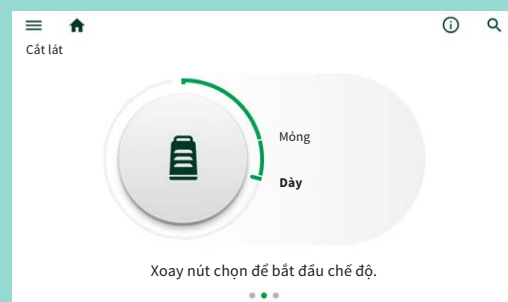 Cắt lát
Mỏng
Dày
Xoay nút chọn để bắt đầu chế độ.